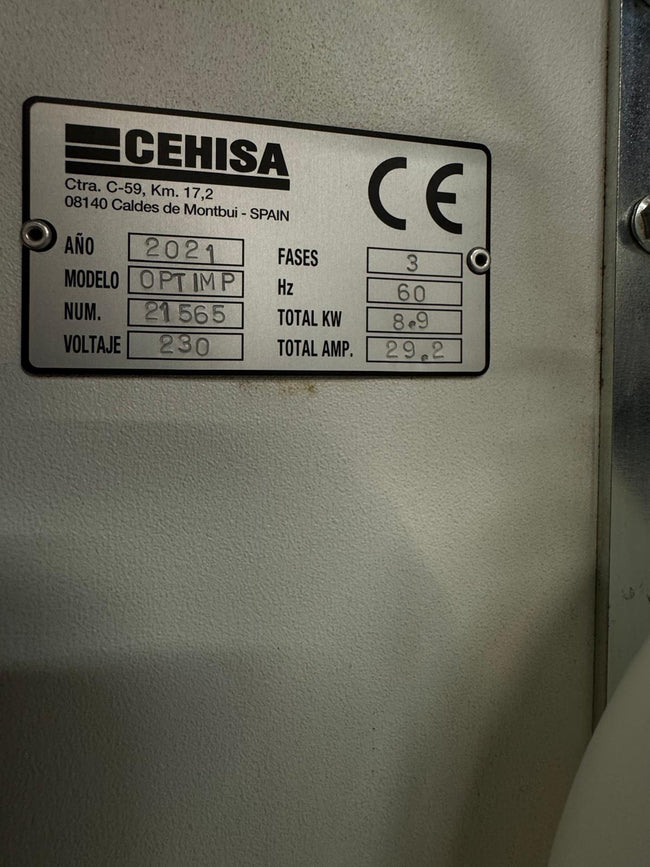 CEHISA
Ctra. C-59, Km. 17,2
08140 Caldes de Montbui - SPAIN
CE
AÑO 2021
MODELO OPTIMP
NUM. 21565
VOLTAJE 230
FASES 3
Hz 60
TOTAL KW 8.9
TOTAL AMP. 29.2